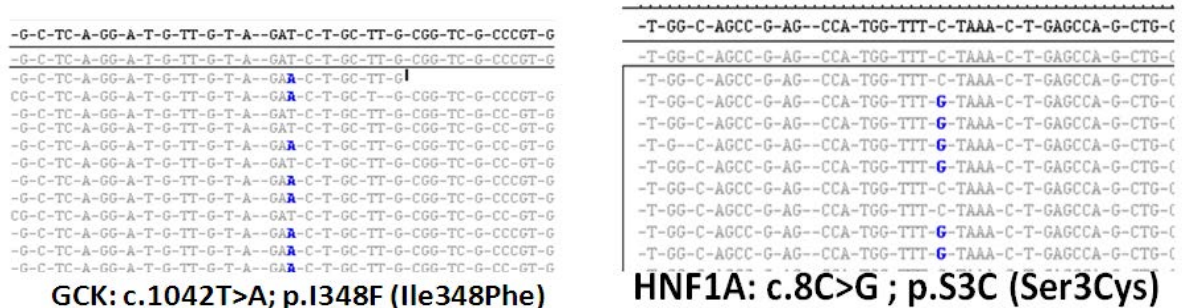 -G-C-TC-A-GG-A-T-G-TT-G-T-A--GAT-C-T-GC-TT-G-CGG-TC-G-CCCGT-G
-G-C-TC-A-GG-A-T-G-TT-G-T-A--GAT-C-T-GC-TT-G-CGG-TC-G-CCCGT-G
-G-C-TC-A-GG-A-T-G-TT-G-T-A--GAA-C-T-GC-TT-G
CG-C-TC-A-GG-A-T-G-TT-G-T-A--GAA-C-T-GC-T--G-CGG-TC-G-CCCGT-G
-G-C-TC-A-GG-A-T-G-TT-G-T-A--GAT-C-T-GC-TT-G-CGG-TC-G-CC-GT-G
-G-C-TC-A-GG-A-T-G-TT-G-T-A--GAT-C-T-GC-TT-G-CGG-TC-G-CC-GT-G
-G-C-TC-A-GG-A-T-G-TT-G-T-A--GAA-C-T-GC-TT-G-CGG-TC-G-CCCGT-G
-G-C-TC-A-GG-A-T-G-TT-G-T-A--GAT-C-T-GC-TT-G-CGG-TC-G-CC-GT-G
-G-C-TC-A-GG-A-T-G-TT-G-T-A--GAA-C-T-GC-TT-G-CGG-TC-G-CCCGT-G
-G-C-TC-A-GG-A-T-G-TT-G-T-A--GAA-C-T-GC-TT-G-CGG-TC-G-CCCGT-G
CG-C-TC-A-GG-A-T-G-TT-G-T-A--GAT-C-T-GC-TT-G-CGG-TC-G-CC-GT-G
-G-C-TC-A-GG-A-T-G-TT-G-T-A--GAA-C-T-GC-TT-G-CGG-TC-G-CCCGT-G
-G-C-TC-A-GG-A-T-G-TT-G-T-A--GAA-C-T-GC-TT-G-CGG-TC-G-CCCGT-G
-G-C-TC-A-GG-A-T-G-TT-G-T-A--GAA-C-T-GC-TT-G-CGG-TC-G-CC-GT-G
GCK: c.1042T>A; p.I348F (Ile348Phe)
-T-GG-C-AGCC-G-AG--CCA-TGG-TTT-C-TAAA-C-T-GAGCCA-G-CTG-C
-T-GG-C-AGCC-G-AG--CCA-TGG-TTT-C-TAAA-C-T-GAGCCA-G-CTG-C
-T-GG-C-AGCC-G-AG--CCA-TGG-TTT-C-TAAA-C-T-GAGCCA-G-CTG-C
-T-GG-C-AGCC-G-AG--CCA-TGG-TTT-G-TAAA-C-T-GAGCCA-G-CTG-C
-T-GG-C-AGCC-G-AG--CCA-TGG-TTT-G-TAAA-C-T-GAGCCA-G-CTG-C
-T-G--C-AGCC-G-AG--CCA-TGG-TTT-G-TAAA-C-T-GAGCCA-G-CTG-C
-T-GG-C-AGCC-G-AG--CCA-TGG-TTT-G-TAAA-C-T-GAGCCA-G-CTG-C
-T-GG-C-AGCC-G-AG--CCA-TGG-TTT-C-TAAA-C-T-GAGCCA-G-CTG-C
-T-GG-C-AGCC-G-AG--CCA-TGG-TTT-C-TAAA-C-T-GAGCCA-G-CTG-C
-T-GG-C-AGCC-G-AG--CCA-TGG-TTT-G-TAAA-C-T-GAGCCA-G-CTG-C
-T-GG-C-AGCC-G-AG--CCA-TGG-TTT-G-TAAA-C-T-GAGCCA-G-CTG-C
HNF1A: c.8C>G ; p.S3C (Ser3Cys)